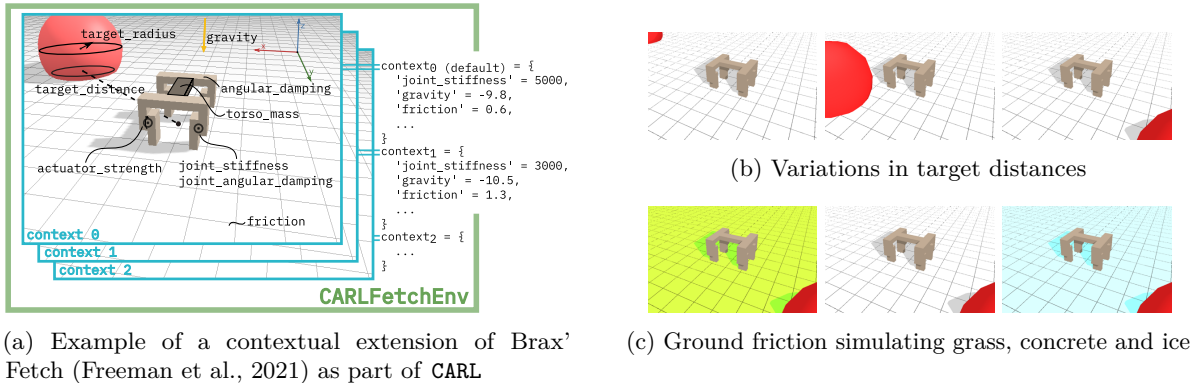 target_radius
gravity
z
x
y
target_distance
angular_damping
torso_mass
actuator_strength
joint_stiffness
joint_angular_damping
friction
context 0
context 1
context 2
context0 (default) = {
'joint_stiffness' = 5000,
'gravity' = -9.8,
'friction' = 0.6,
...
}
context1 = {
'joint_stiffness' = 3000,
'gravity' = -10.5,
'friction' = 1.3,
...
}
context2 = {
...
}
CARLFetchEnv
(a) Example of a contextual extension of Brax'
Fetch (Freeman et al., 2021) as part of CARL
(b) Variations in target distances
(c) Ground friction simulating grass, concrete and ice